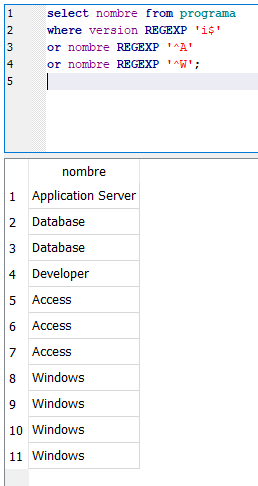 1 select nombre from programa
2 where version REGEXP 'i$'
3 or nombre REGEXP '^A'
4 or nombre REGEXP '^W';
5
nombre
1 Application Server
2 Database
3 Database
4 Developer
5 Access
6 Access
7 Access
8 Windows
9 Windows
10 Windows
11 Windows